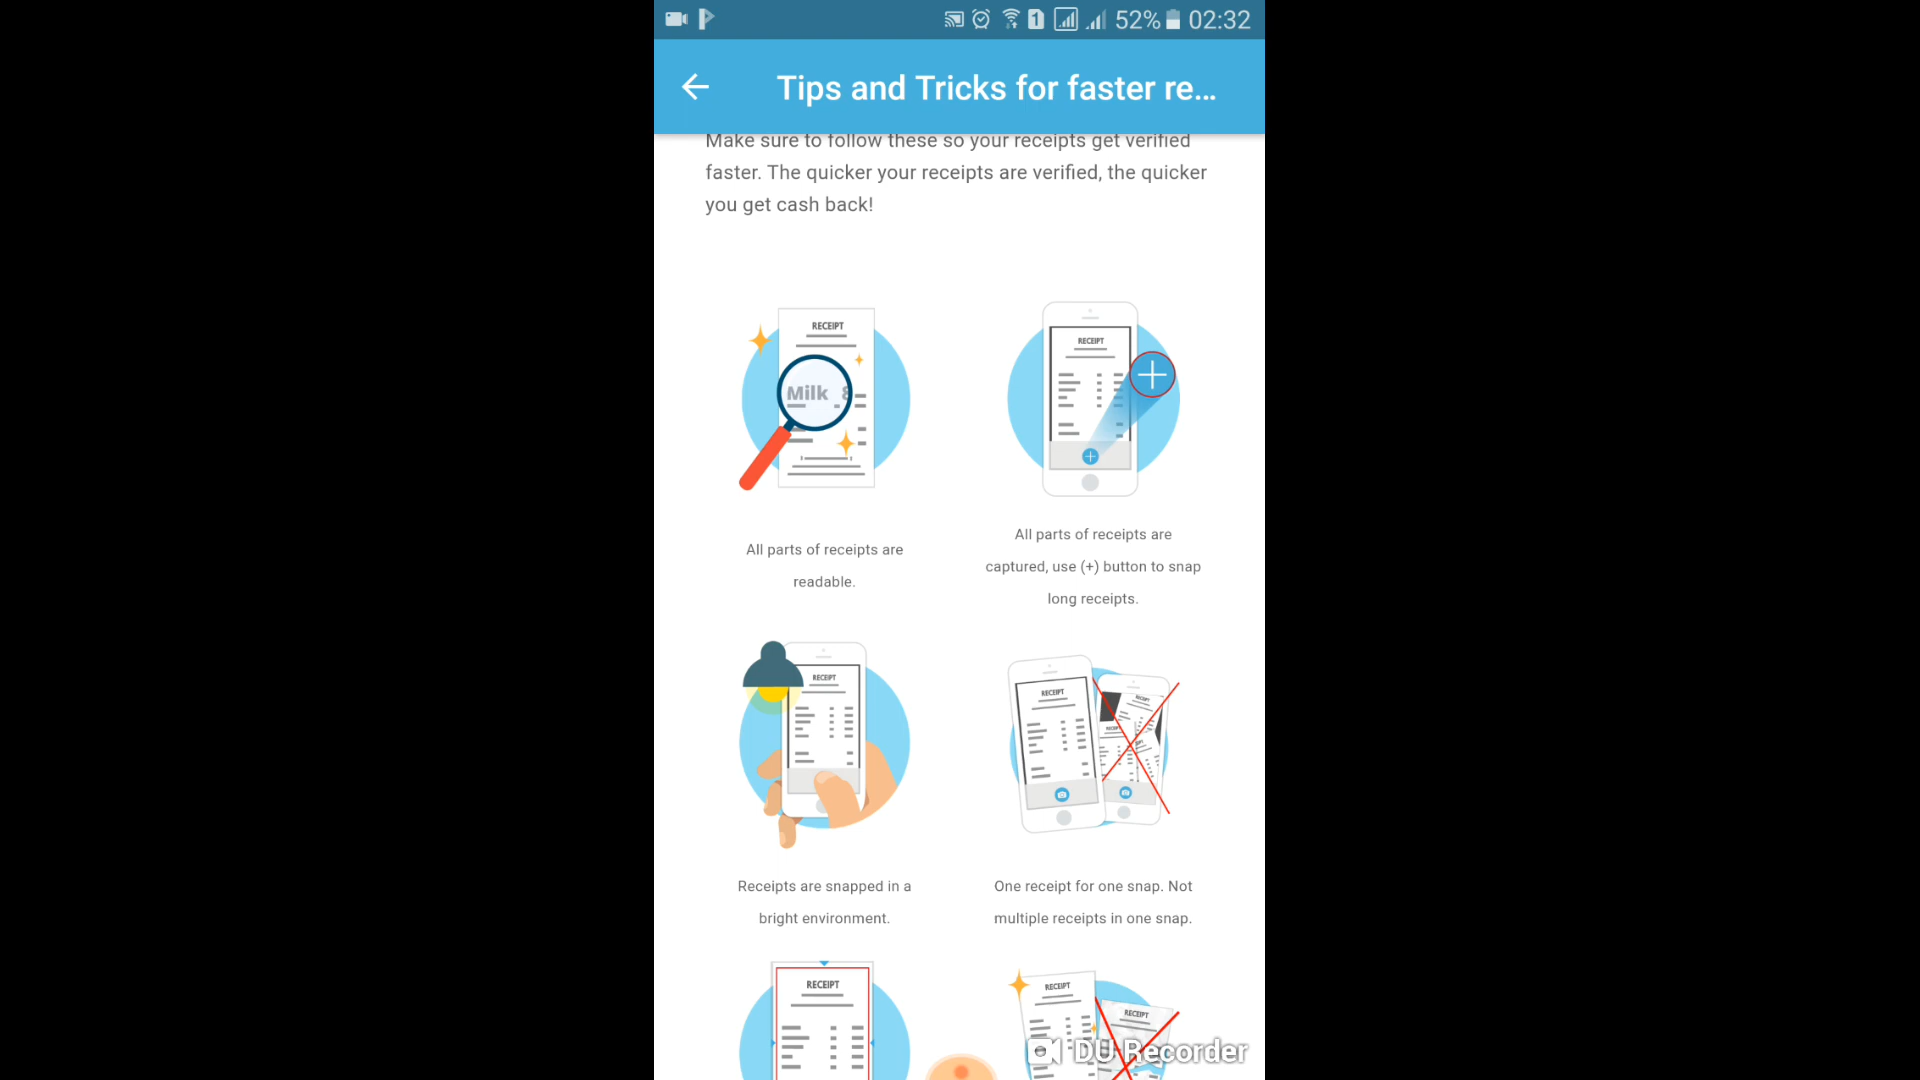 52% 02:32
Tips and Tricks for faster re...
Make sure to follow these so your receipts get verified
faster. The quicker your receipts are verified, the quicker
you get cash back!
RECEIPT
Milk 8
RECEIPT
All parts of receipts are
readable.
All parts of receipts are
captured, use (+) button to snap
long receipts.
RECEIPT
RECEIPT
RECEIPT
Receipts are snapped in a
bright environment.
One receipt for one snap. Not
multiple receipts in one snap.
RECEIPT
RECEIPT
RECEIPT
DU Recorder